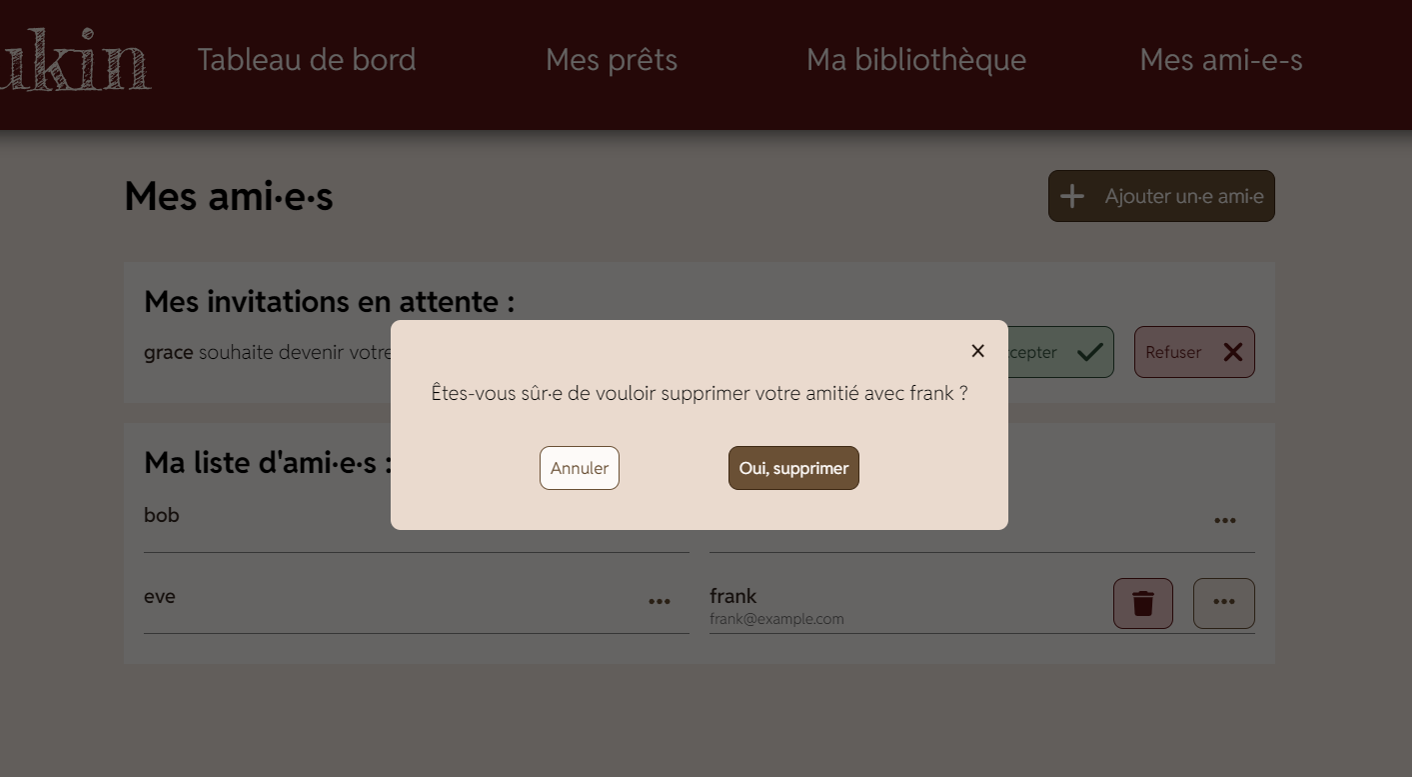 ukin
Tableau de bord
Mes prêts
Ma bibliothèque
Mes ami-e-s
Mes ami·e·s
Ajouter un·e ami·e
Mes invitations en attente :
grace souhaite devenir votre
ccepter
Refuser
Êtes-vous sûr·e de vouloir supprimer votre amitié avec frank ?
Annuler
Oui, supprimer
Ma liste d'ami·e·s :
bob
eve
frank
frank@example.com